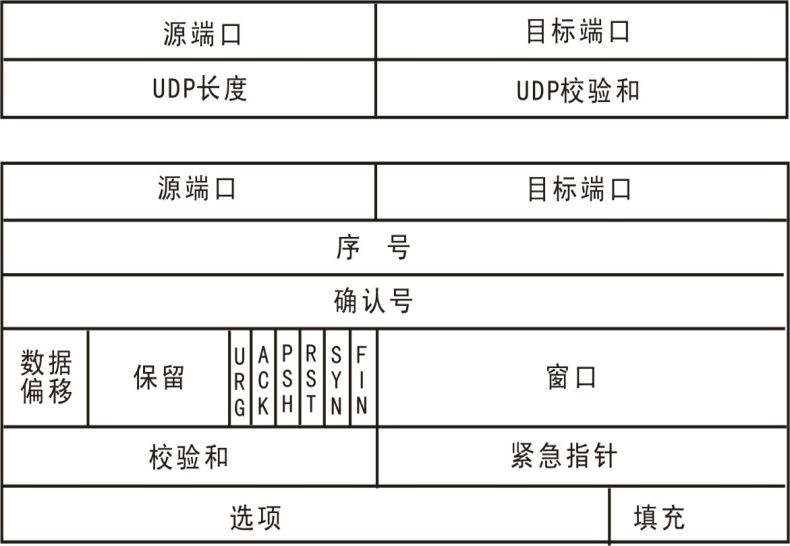 源端口 目标端口
UDP长度 UDP校验和
源端口 目标端口
序 号
确认号
数据偏移 保留 URG ACK PSH RST SYN FIN 窗口
校验和 紧急指针
选项 填充